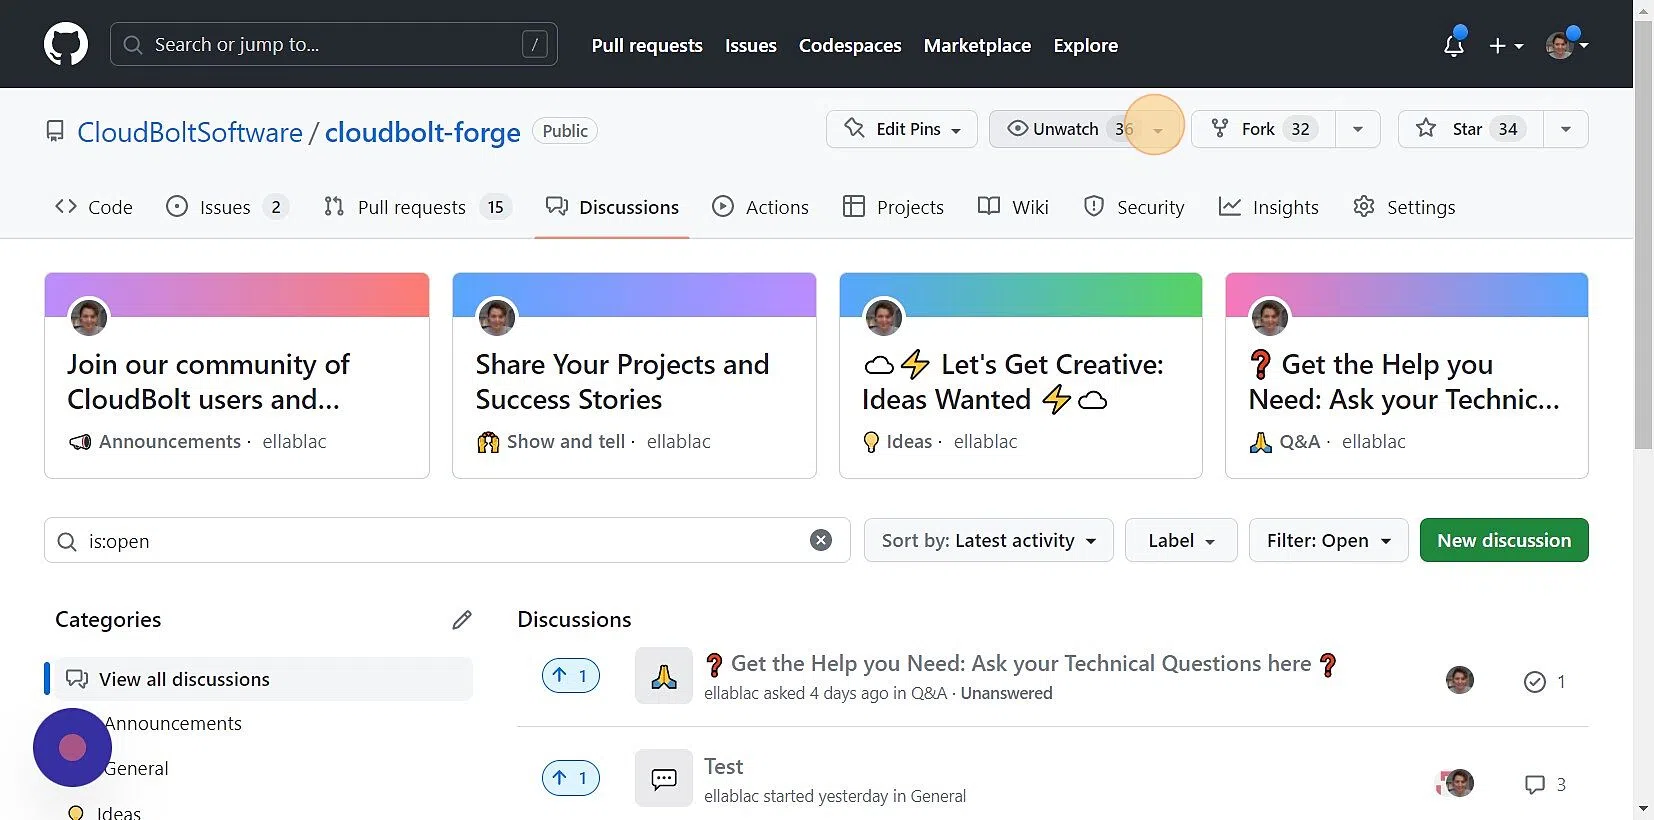 Search or jump to...
/
Pull requests Issues Codespaces Marketplace Explore
CloudBoltSoftware / cloudbolt-forge Public
Edit Pins
Unwatch 36
Fork 32
Star 34
Code
Issues 2
Pull requests 15
Discussions
Actions
Projects
Wiki
Security
Insights
Settings
Join our community of
CloudBolt users and...
Announcements · ellablac
Share Your Projects and
Success Stories
Show and tell · ellablac
☁⚡ Let's Get Creative:
Ideas Wanted ⚡☁
Ideas · ellablac
❓ Get the Help you
Need: Ask your Technic...
Q&A · ellablac
is:open
Sort by: Latest activity
Label
Filter: Open
New discussion
Categories
View all discussions
Announcements
General
Ideas
Discussions
↑ 1
❓ Get the Help you Need: Ask your Technical Questions here ❓
ellablac asked 4 days ago in Q&A · Unanswered
1
↑ 1
Test
ellablac started yesterday in General
3